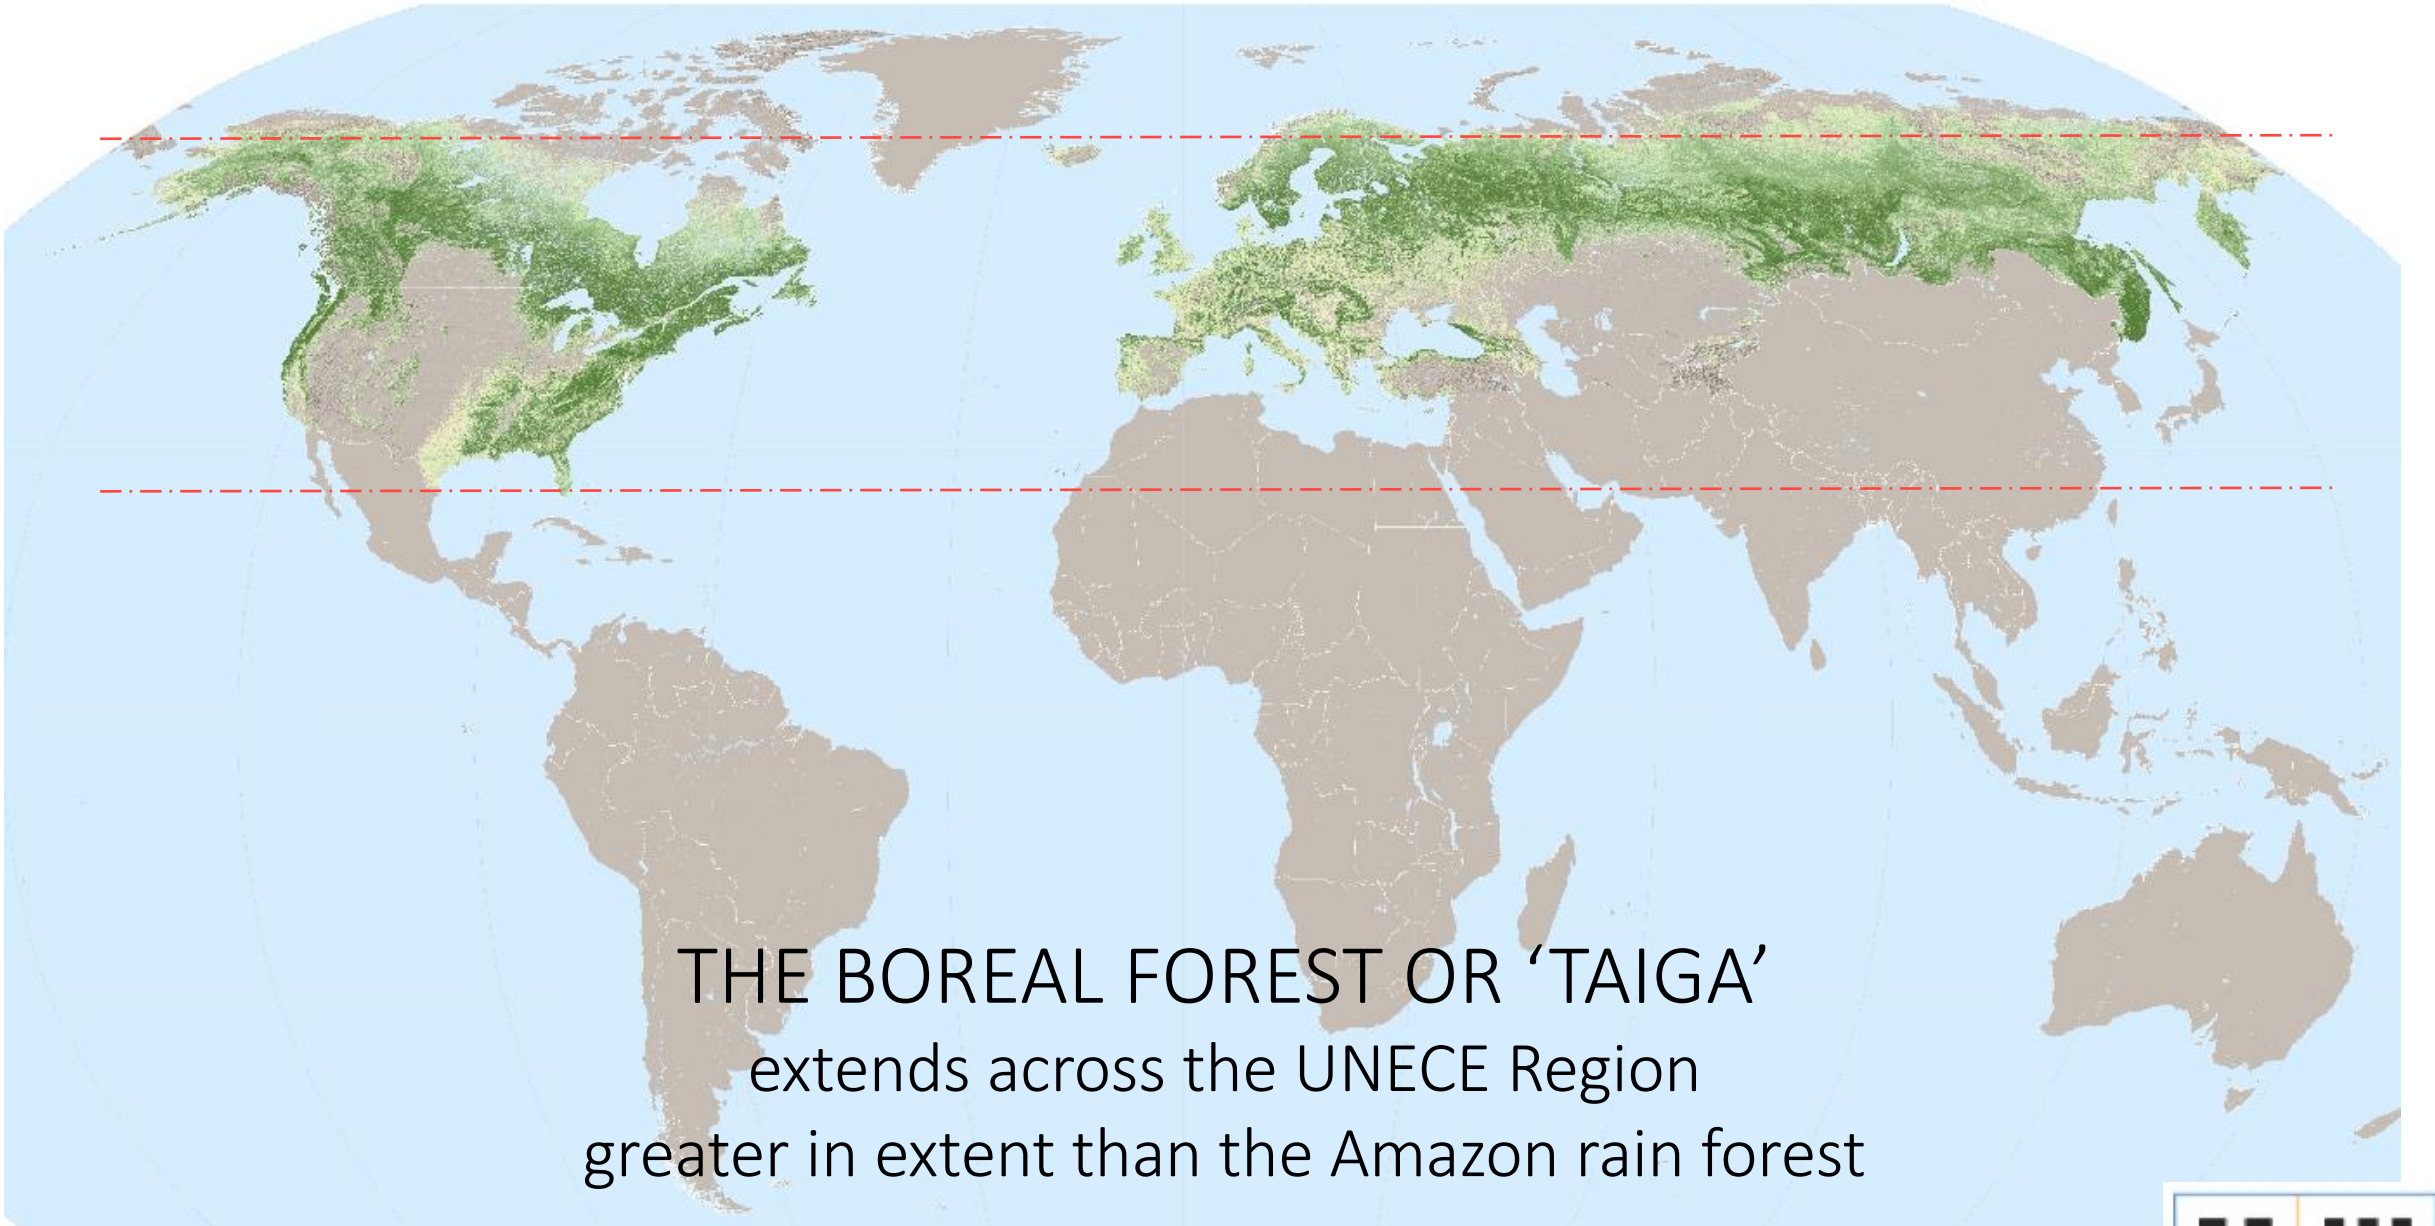 THE BOREAL FOREST OR ‘TAIGA’
extends across the UNECE Region
greater in extent than the Amazon rain forest